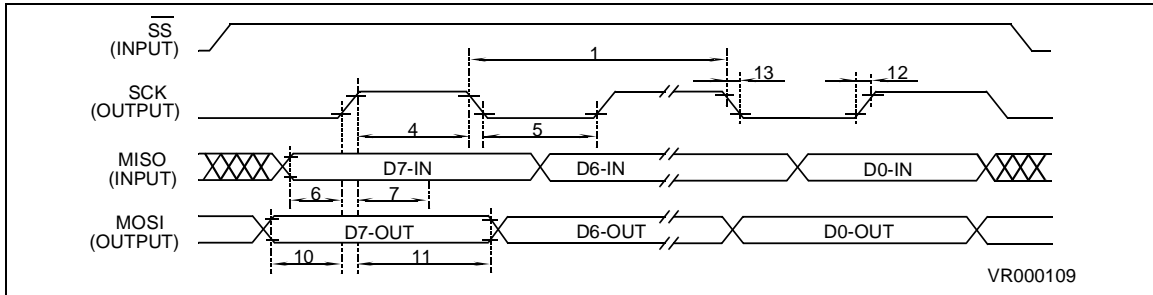 SS
(INPUT)
1
13
12
SCK
(OUTPUT)
4
5
MISO
(INPUT)
D7-IN
D6-IN
D0-IN
6
7
MOSI
(OUTPUT)
D7-OUT
D6-OUT
D0-OUT
10
11
VR000109